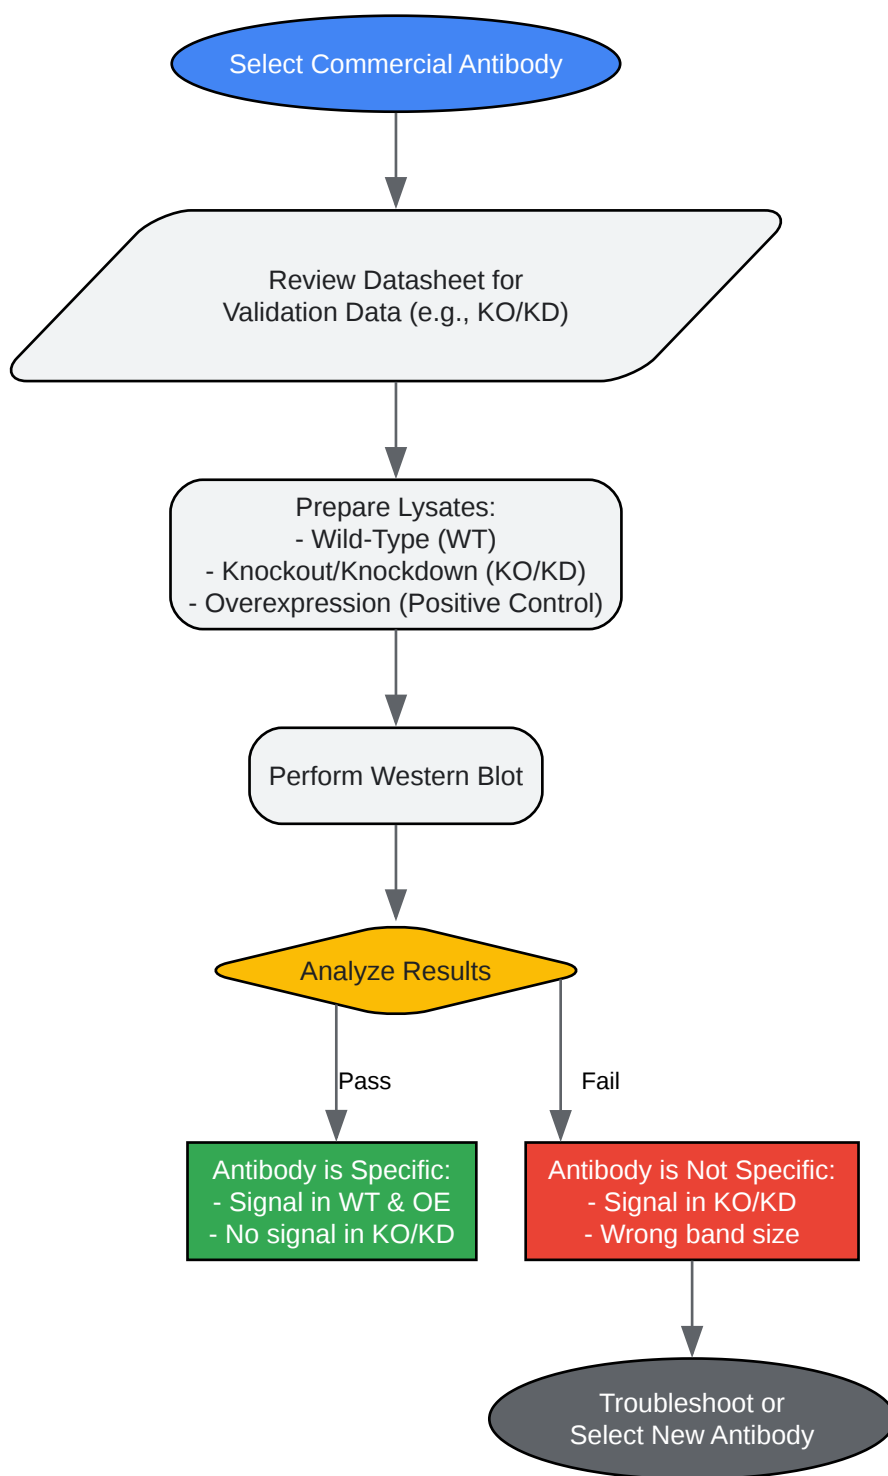 Select Commercial Antibody
Review Datasheet for
Validation Data (e.g., KO/KD)
Prepare Lysates:
- Wild-Type (WT)
- Knockout/Knockdown (KO/KD)
- Overexpression (Positive Control)
Perform Western Blot
Analyze Results
Pass
Fail
Antibody is Specific:
- Signal in WT & OE
- No signal in KO/KD
Antibody is Not Specific:
- Signal in KO/KD
- Wrong band size
Troubleshoot or
Select New Antibody